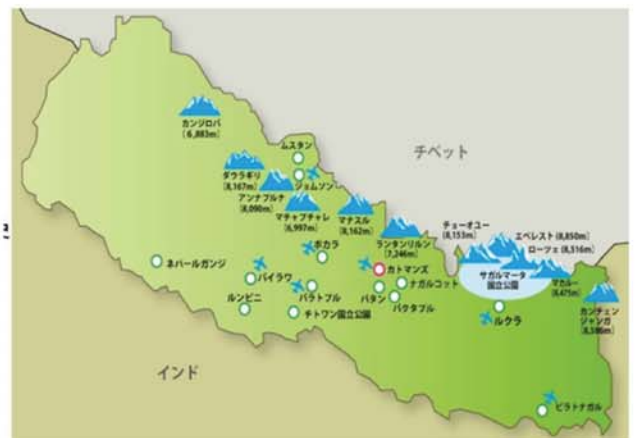 カンジロバ
(6,883m)
ムスタン
チベット
ダウラギリ
(8,167m)
ジョムソン
アンナプルナ
(8,090m)
マチャプチャレ
(6,997m)
マナスル
(8,162m)
ランタンリルン
(7,246m)
チョーオユー
(8,153m)
エベレスト (8,850m)
ローツェ (8,516m)
サガルマータ
国立公園
マカルー
(8,475m)
カンチェン
ジャンガ
(8,586m)
ポカラ
ネパールガンジ
バイラワ
カトマンズ
ナガルコット
バラトプル
パタン
バクタプル
ルンビニ
チトワン国立公園
ルクラ
インド
ビラトナガル